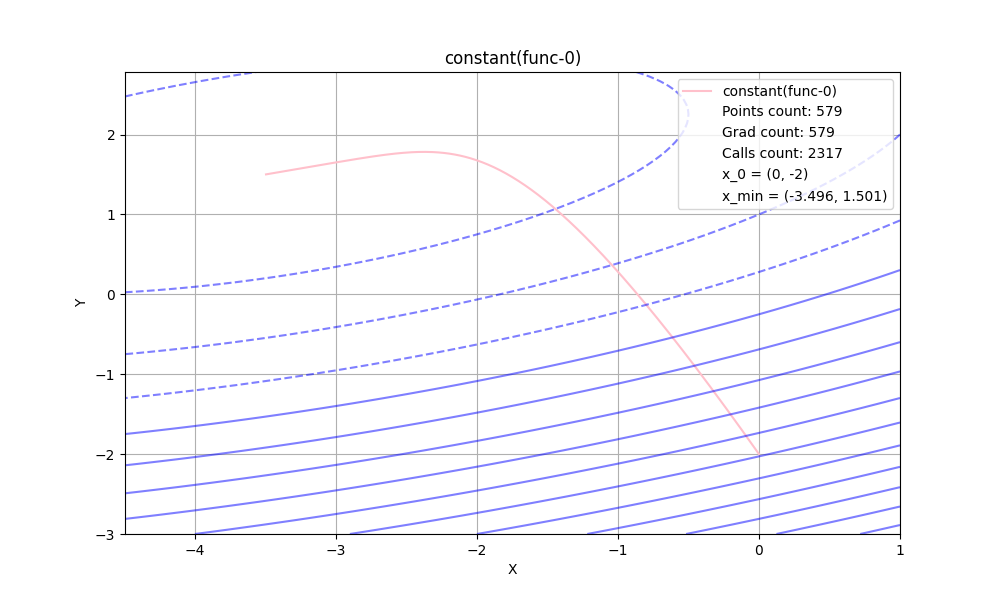 constant(func-0)
constant(func-0)
Points count: 579
Grad count: 579
Calls count: 2317
x_0 = (0, -2)
x_min = (-3.496, 1.501)
Y
2
1
0
−1
−2
−3
−4 −3 −2 −1 0 1
X